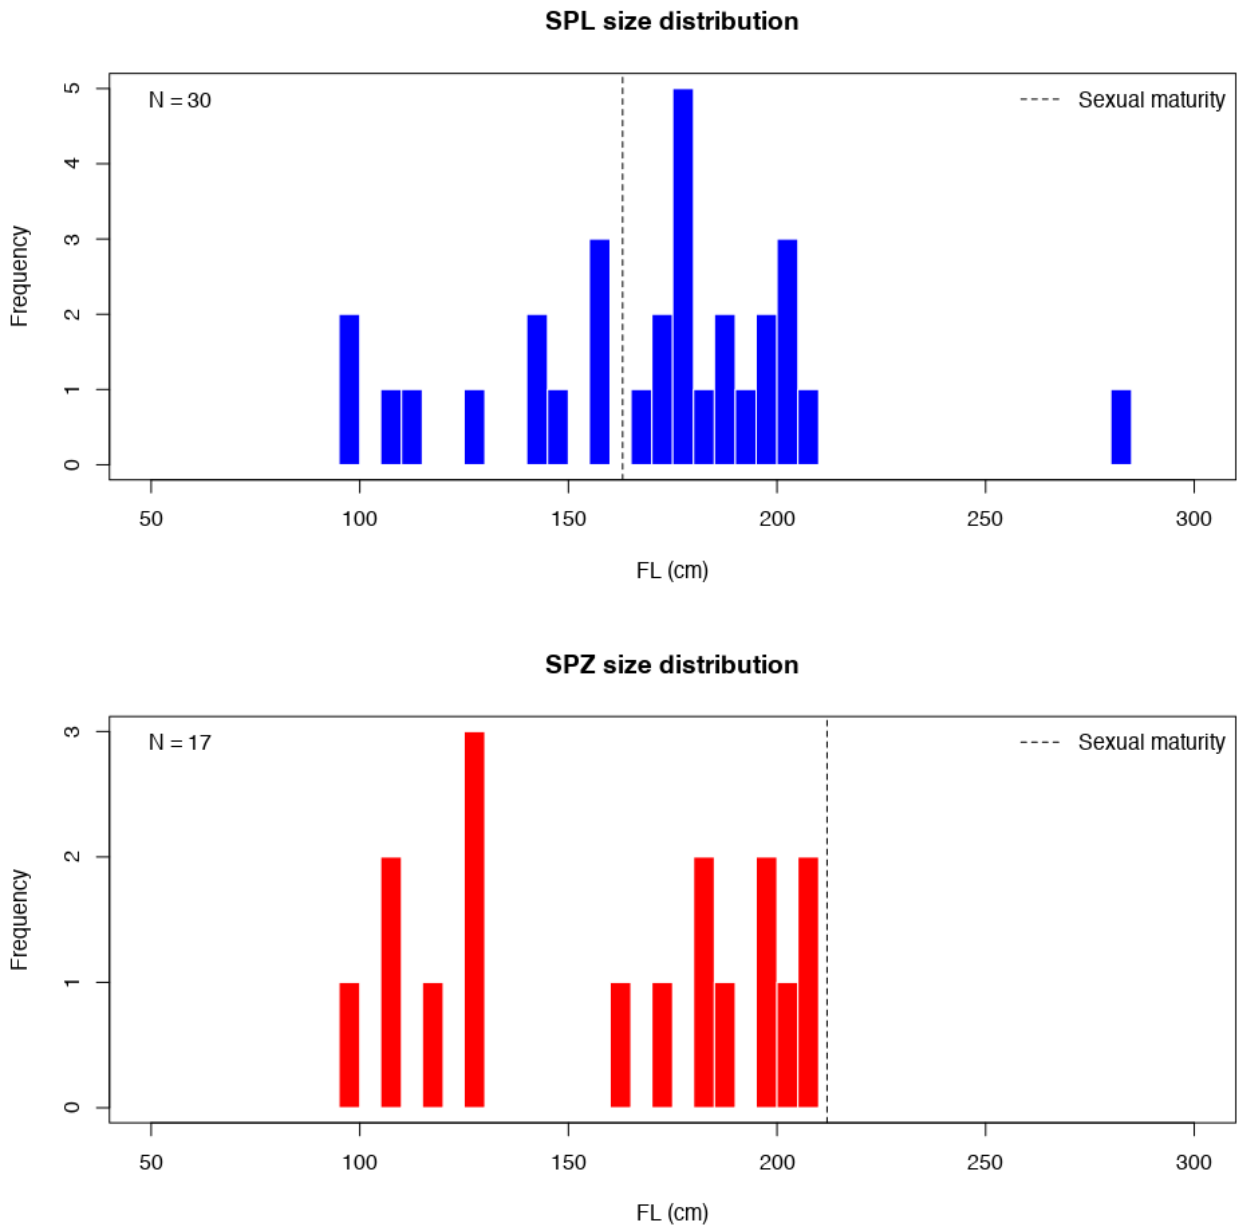 SPL size distribution
N = 30
Sexual maturity
Frequency
5
4
3
2
1
0
50 100 150 200 250 300
FL (cm)
SPZ size distribution
N = 17
Sexual maturity
Frequency
3
2
1
0
50 100 150 200 250 300
FL (cm)